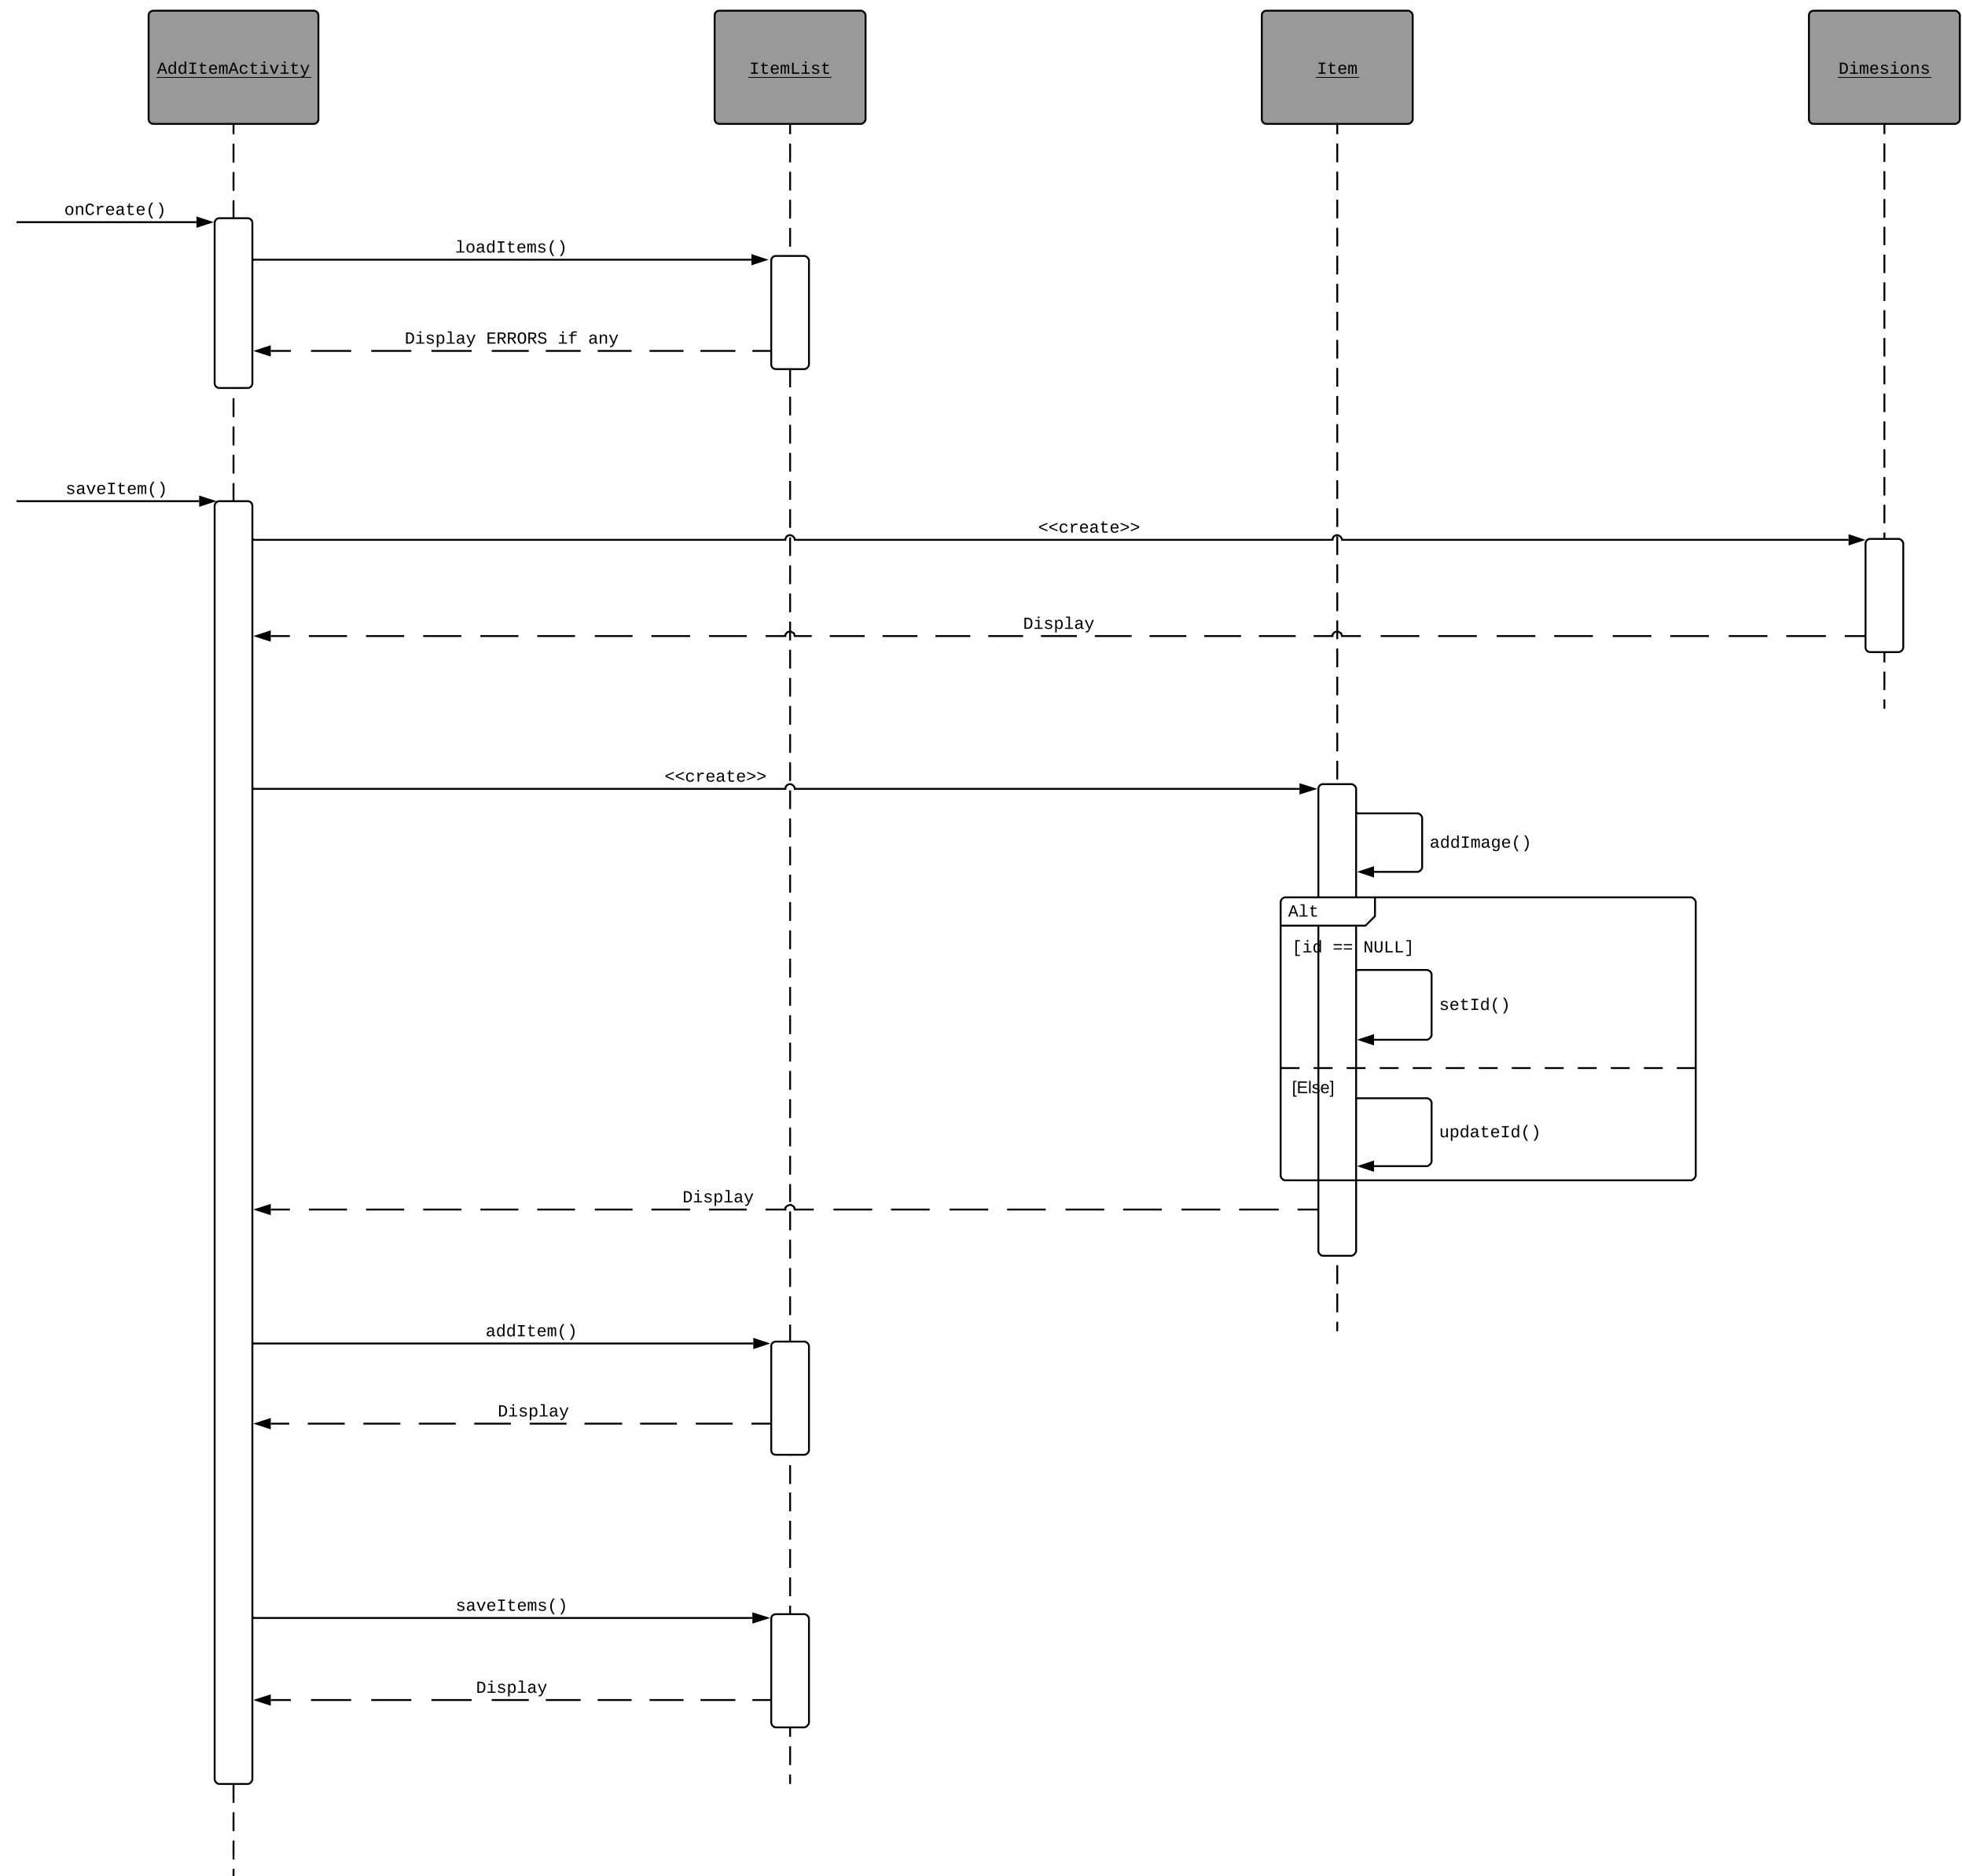 AddItemActivity
ItemList
Item
Dimesions
onCreate()
loadItems()
Display ERRORS if any
saveItem()
<<create>>
Display
<<create>>
addImage()
Alt
[id == NULL]
setId()
[Else]
updateId()
Display
addItem()
Display
saveItems()
Display